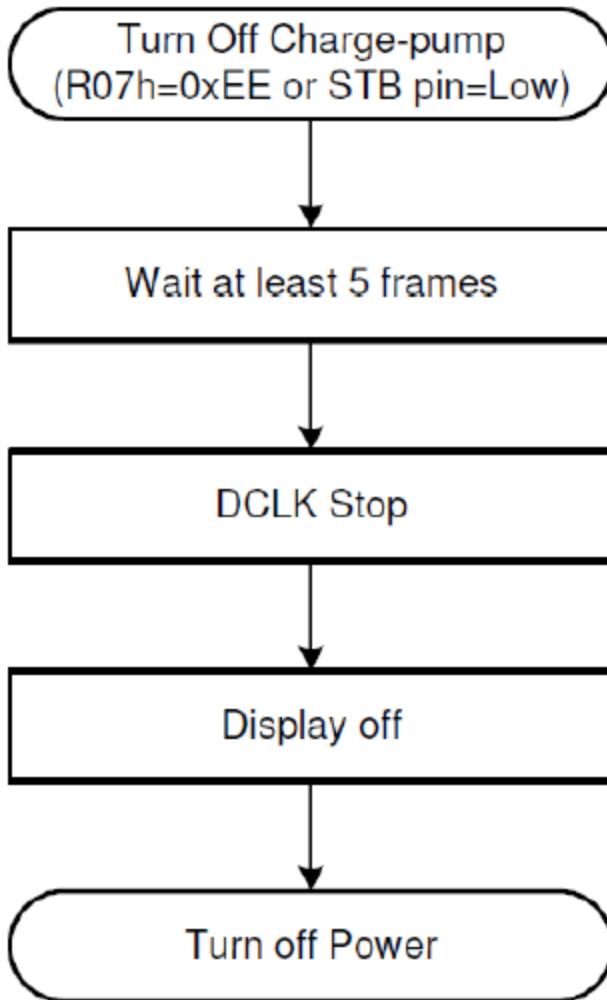 Turn Off Charge-pump
(R07h=0xEE or STB pin=Low)
Wait at least 5 frames
DCLK Stop
Display off
Turn off Power